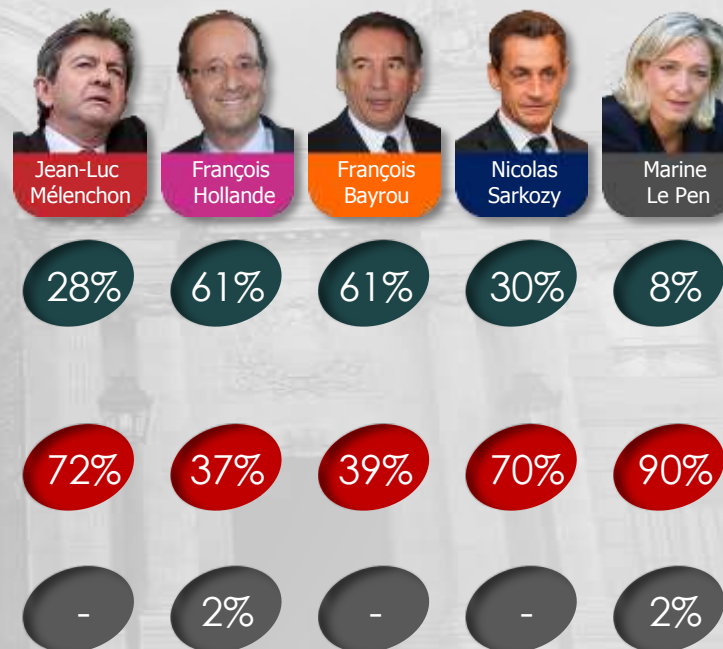 Jean-Luc
Mélenchon
François
Hollande
François
Bayrou
Nicolas
Sarkozy
Marine
Le Pen
28% 61% 61% 30% 8%
72% 37% 39% 70% 90%
- 2% - - 2%